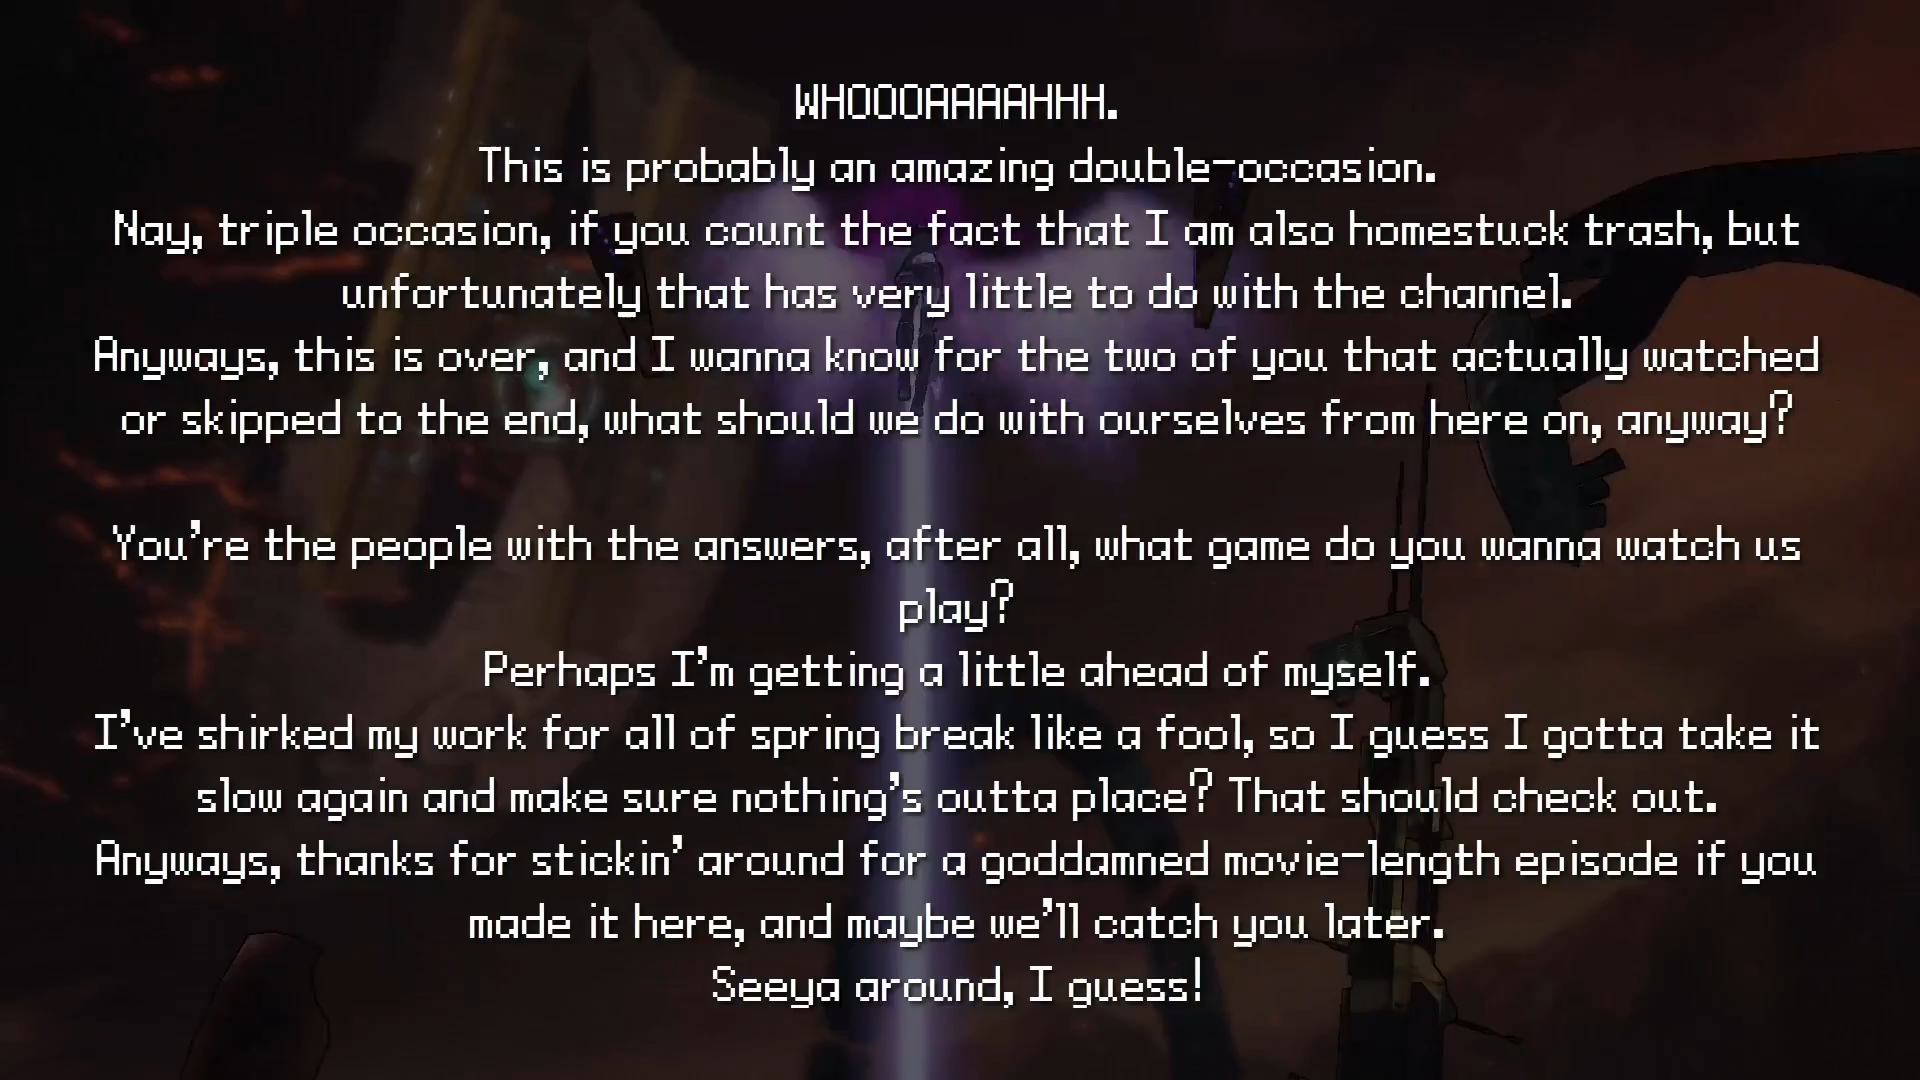 WHOOOAAAAHHH.
This is probably an amazing double-occasion.
Nay, triple occasion, if you count the fact that I am also homestuck trash, but
unfortunately that has very little to do with the channel.
Anyways, this is over, and I wanna know for the two of you that actually watched
or skipped to the end, what should we do with ourselves from here on, anyway?
You're the people with the answers, after all, what game do you wanna watch us
play?
Perhaps I'm getting a little ahead of myself.
I've shirked my work for all of spring break like a fool, so I guess I gotta take it
slow again and make sure nothing's outta place? That should check out.
Anyways, thanks for stickin' around for a goddamned movie-length episode if you
made it here, and maybe we'll catch you later.
Seeya around, I guess!